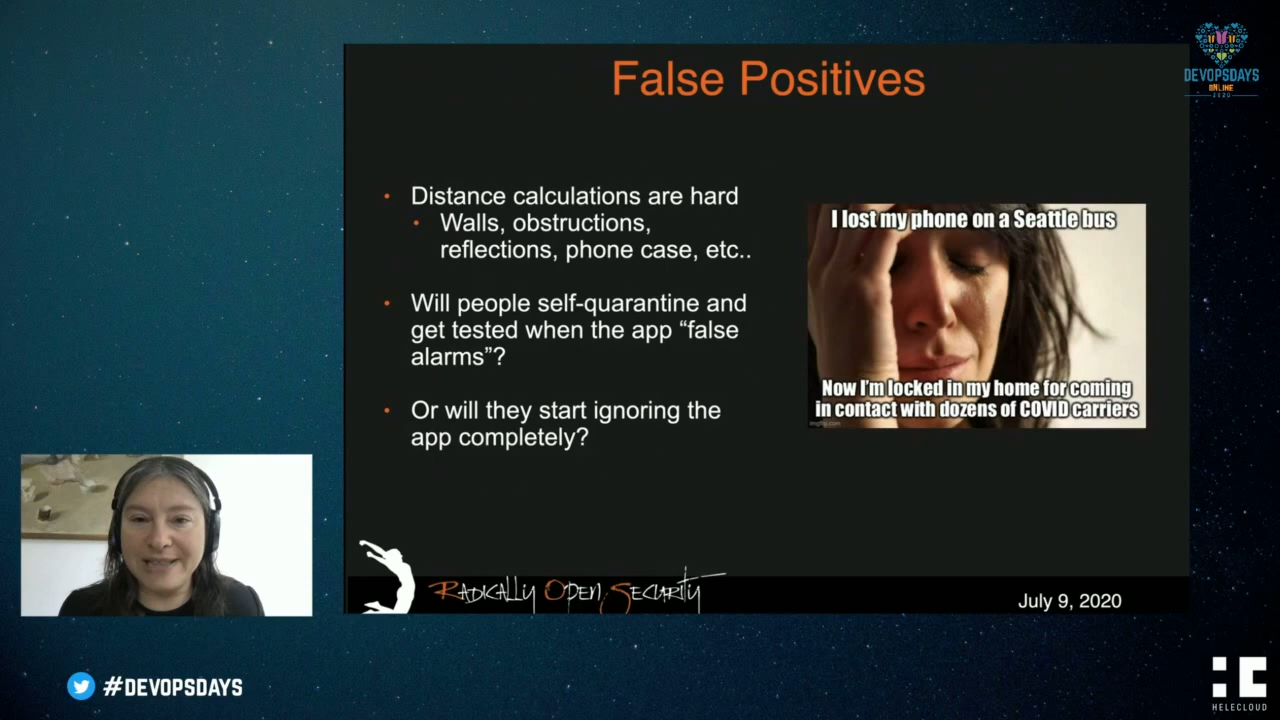 False Positives
DEVOPSDAYS
ONLINE
2020
• Distance calculations are hard
• Walls, obstructions,
reflections, phone case, etc..
• Will people self-quarantine and
get tested when the app “false
alarms”?
• Or will they start ignoring the
app completely?
I lost my phone on a Seattle bus
Now I'm locked in my home for coming
in contact with dozens of COVID carriers
imgflip.com
RADICALLY OPEN SECURITY
July 9, 2020
#DEVOPSDAYS
HELECLOUD